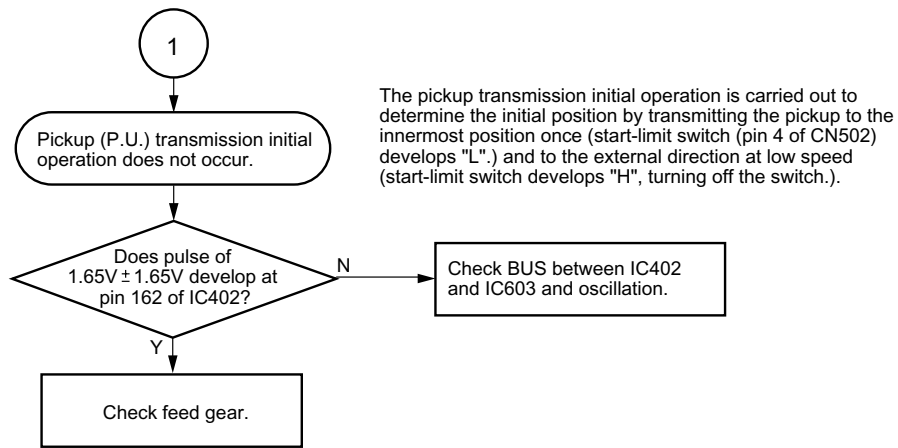 1
Pickup (P.U.) transmission initial
operation does not occur.
The pickup transmission initial operation is carried out to
determine the initial position by transmitting the pickup to the
innermost position once (start-limit switch (pin 4 of CN502)
develops "L".) and to the external direction at low speed
(start-limit switch develops "H", turning off the switch.).
Does pulse of
1.65V ± 1.65V develop at
pin 162 of IC402?
N
Check BUS between IC402
and IC603 and oscillation.
Y
Check feed gear.